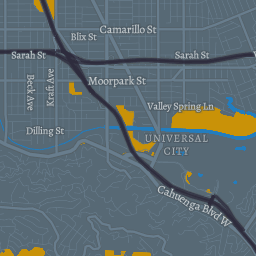 Camarillo St
Blix St
Sarah St
Sarah St
Moorpark St
Beck Ave
Kraft Ave
Valley Spring Ln
Dilling St
UNIVERSAL
CITY
Cahuenga Blvd W